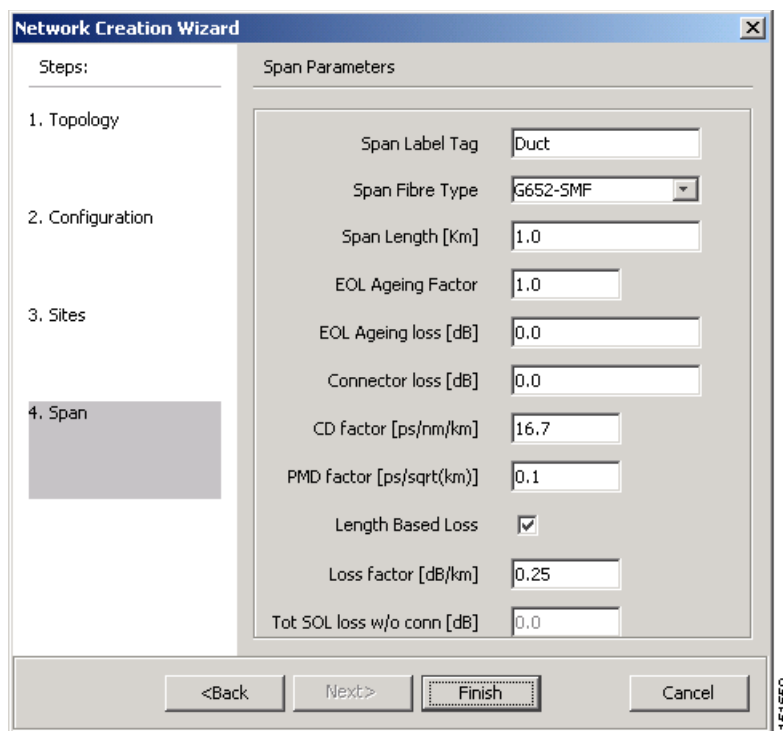 Network Creation Wizard
Steps:
Span Parameters
1. Topology
2. Configuration
3. Sites
4. Span
Span Label Tag Duct
Span Fibre Type G652-SMF
Span Length [Km] 1.0
EOL Ageing Factor 1.0
EOL Ageing loss [dB] 0.0
Connector loss [dB] 0.0
CD factor [ps/nm/km] 16.7
PMD factor [ps/sqrt(km)] 0.1
Length Based Loss
Loss factor [dB/km] 0.25
Tot SOL loss w/o conn [dB] 0.0
<Back Next> Finish Cancel